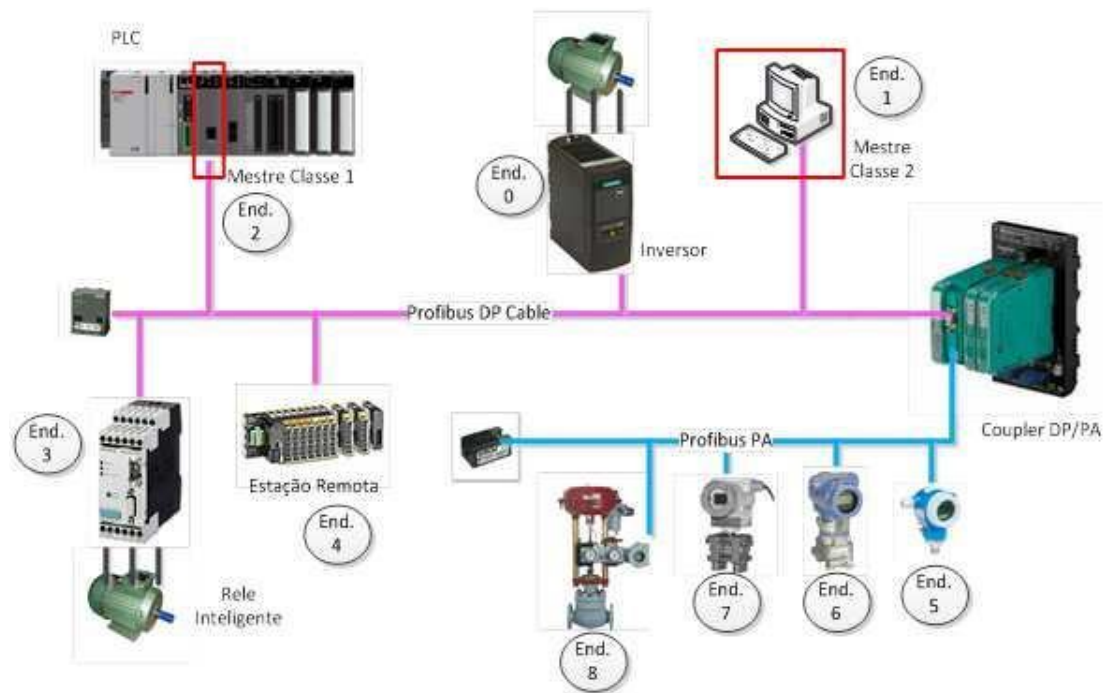 PLC
Mestre Classe 1
End.
2
End.
0
Inversor
End.
1
Mestre
Classe 2
Profibus DP Cable
Coupler DP/PA
End.
3
Estação Remota
End.
4
Rele
Inteligente
Profibus PA
End.
8
End.
7
End.
6
End.
5